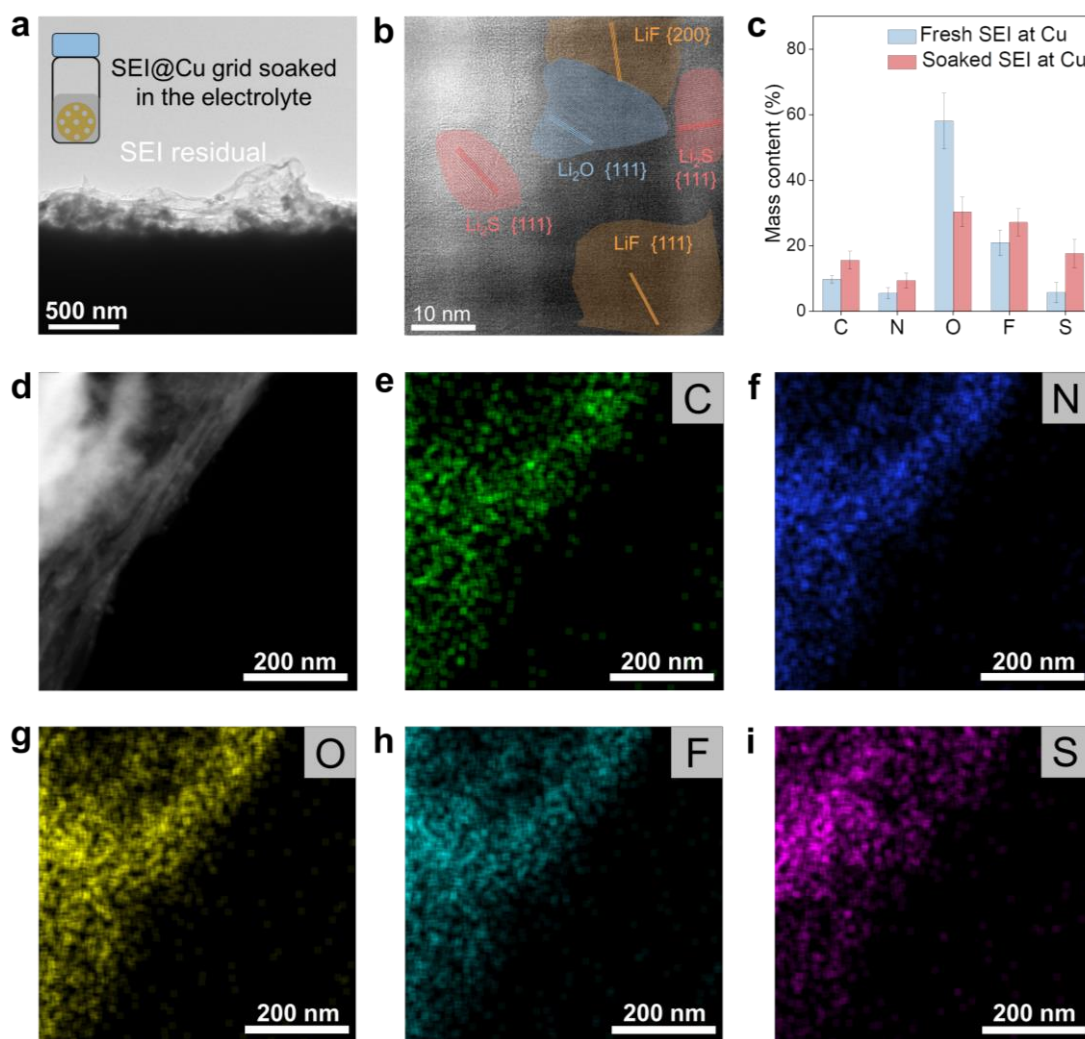 a
SEI@Cu grid soaked
in the electrolyte
SEI residual
500 nm
b
LiF {200}
Li₂O {111}
Li₂S
{111}
Li₂S {111}
LiF {111}
10 nm
c
Fresh SEI at Cu
Soaked SEI at Cu
Mass content (%)
80
60
40
20
0
C N O F S
d
200 nm
e
C
200 nm
f
N
200 nm
g
O
200 nm
h
F
200 nm
i
S
200 nm